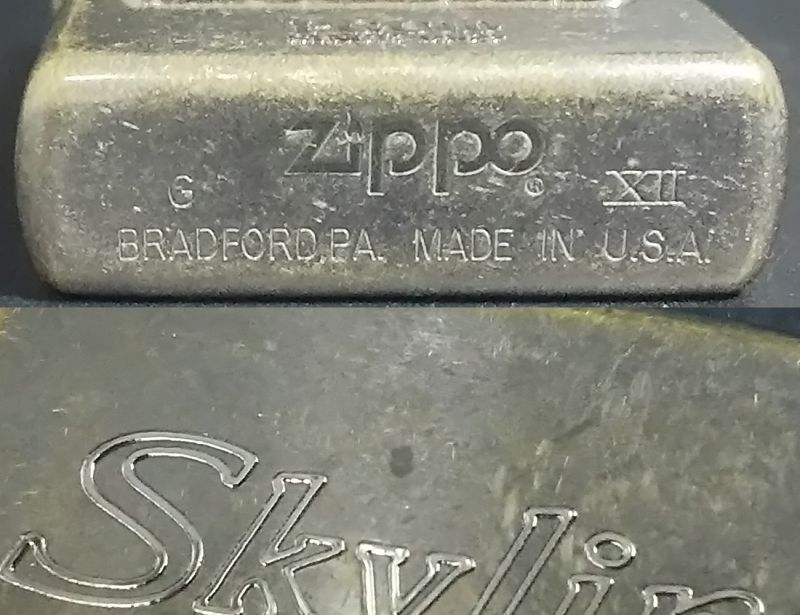 Zippo ®
G XII
BRADFORD,PA. MADE IN U.S.A.
Skylin